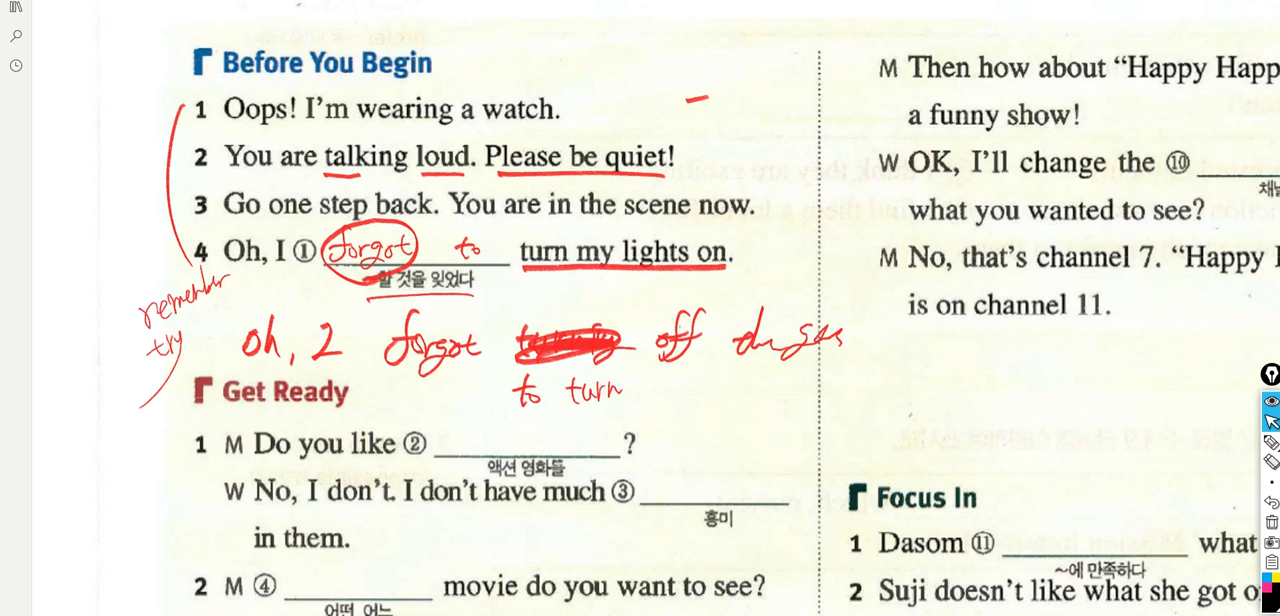 Before You Begin
1 Oops! I'm wearing a watch.
2 You are talking loud. Please be quiet!
3 Go one step back. You are in the scene now.
4 Oh, I ① forgot to turn my lights on.
할 것을 잊었다
remember
try
oh, I forgot off the gas
to turn
Get Ready
1 M Do you like ② ?
액션 영화들
W No, I don't. I don't have much ③
흥미
in them.
2 M ④ movie do you want to see?
어떤, 어느
M Then how about “Happy Happ
a funny show!
W OK, I'll change the ⑩
채널
what you wanted to see?
M No, that's channel 7. “Happy
is on channel 11.
Focus In
1 Dasom ⑪ what
~에 만족하다
2 Suji doesn't like what she got o